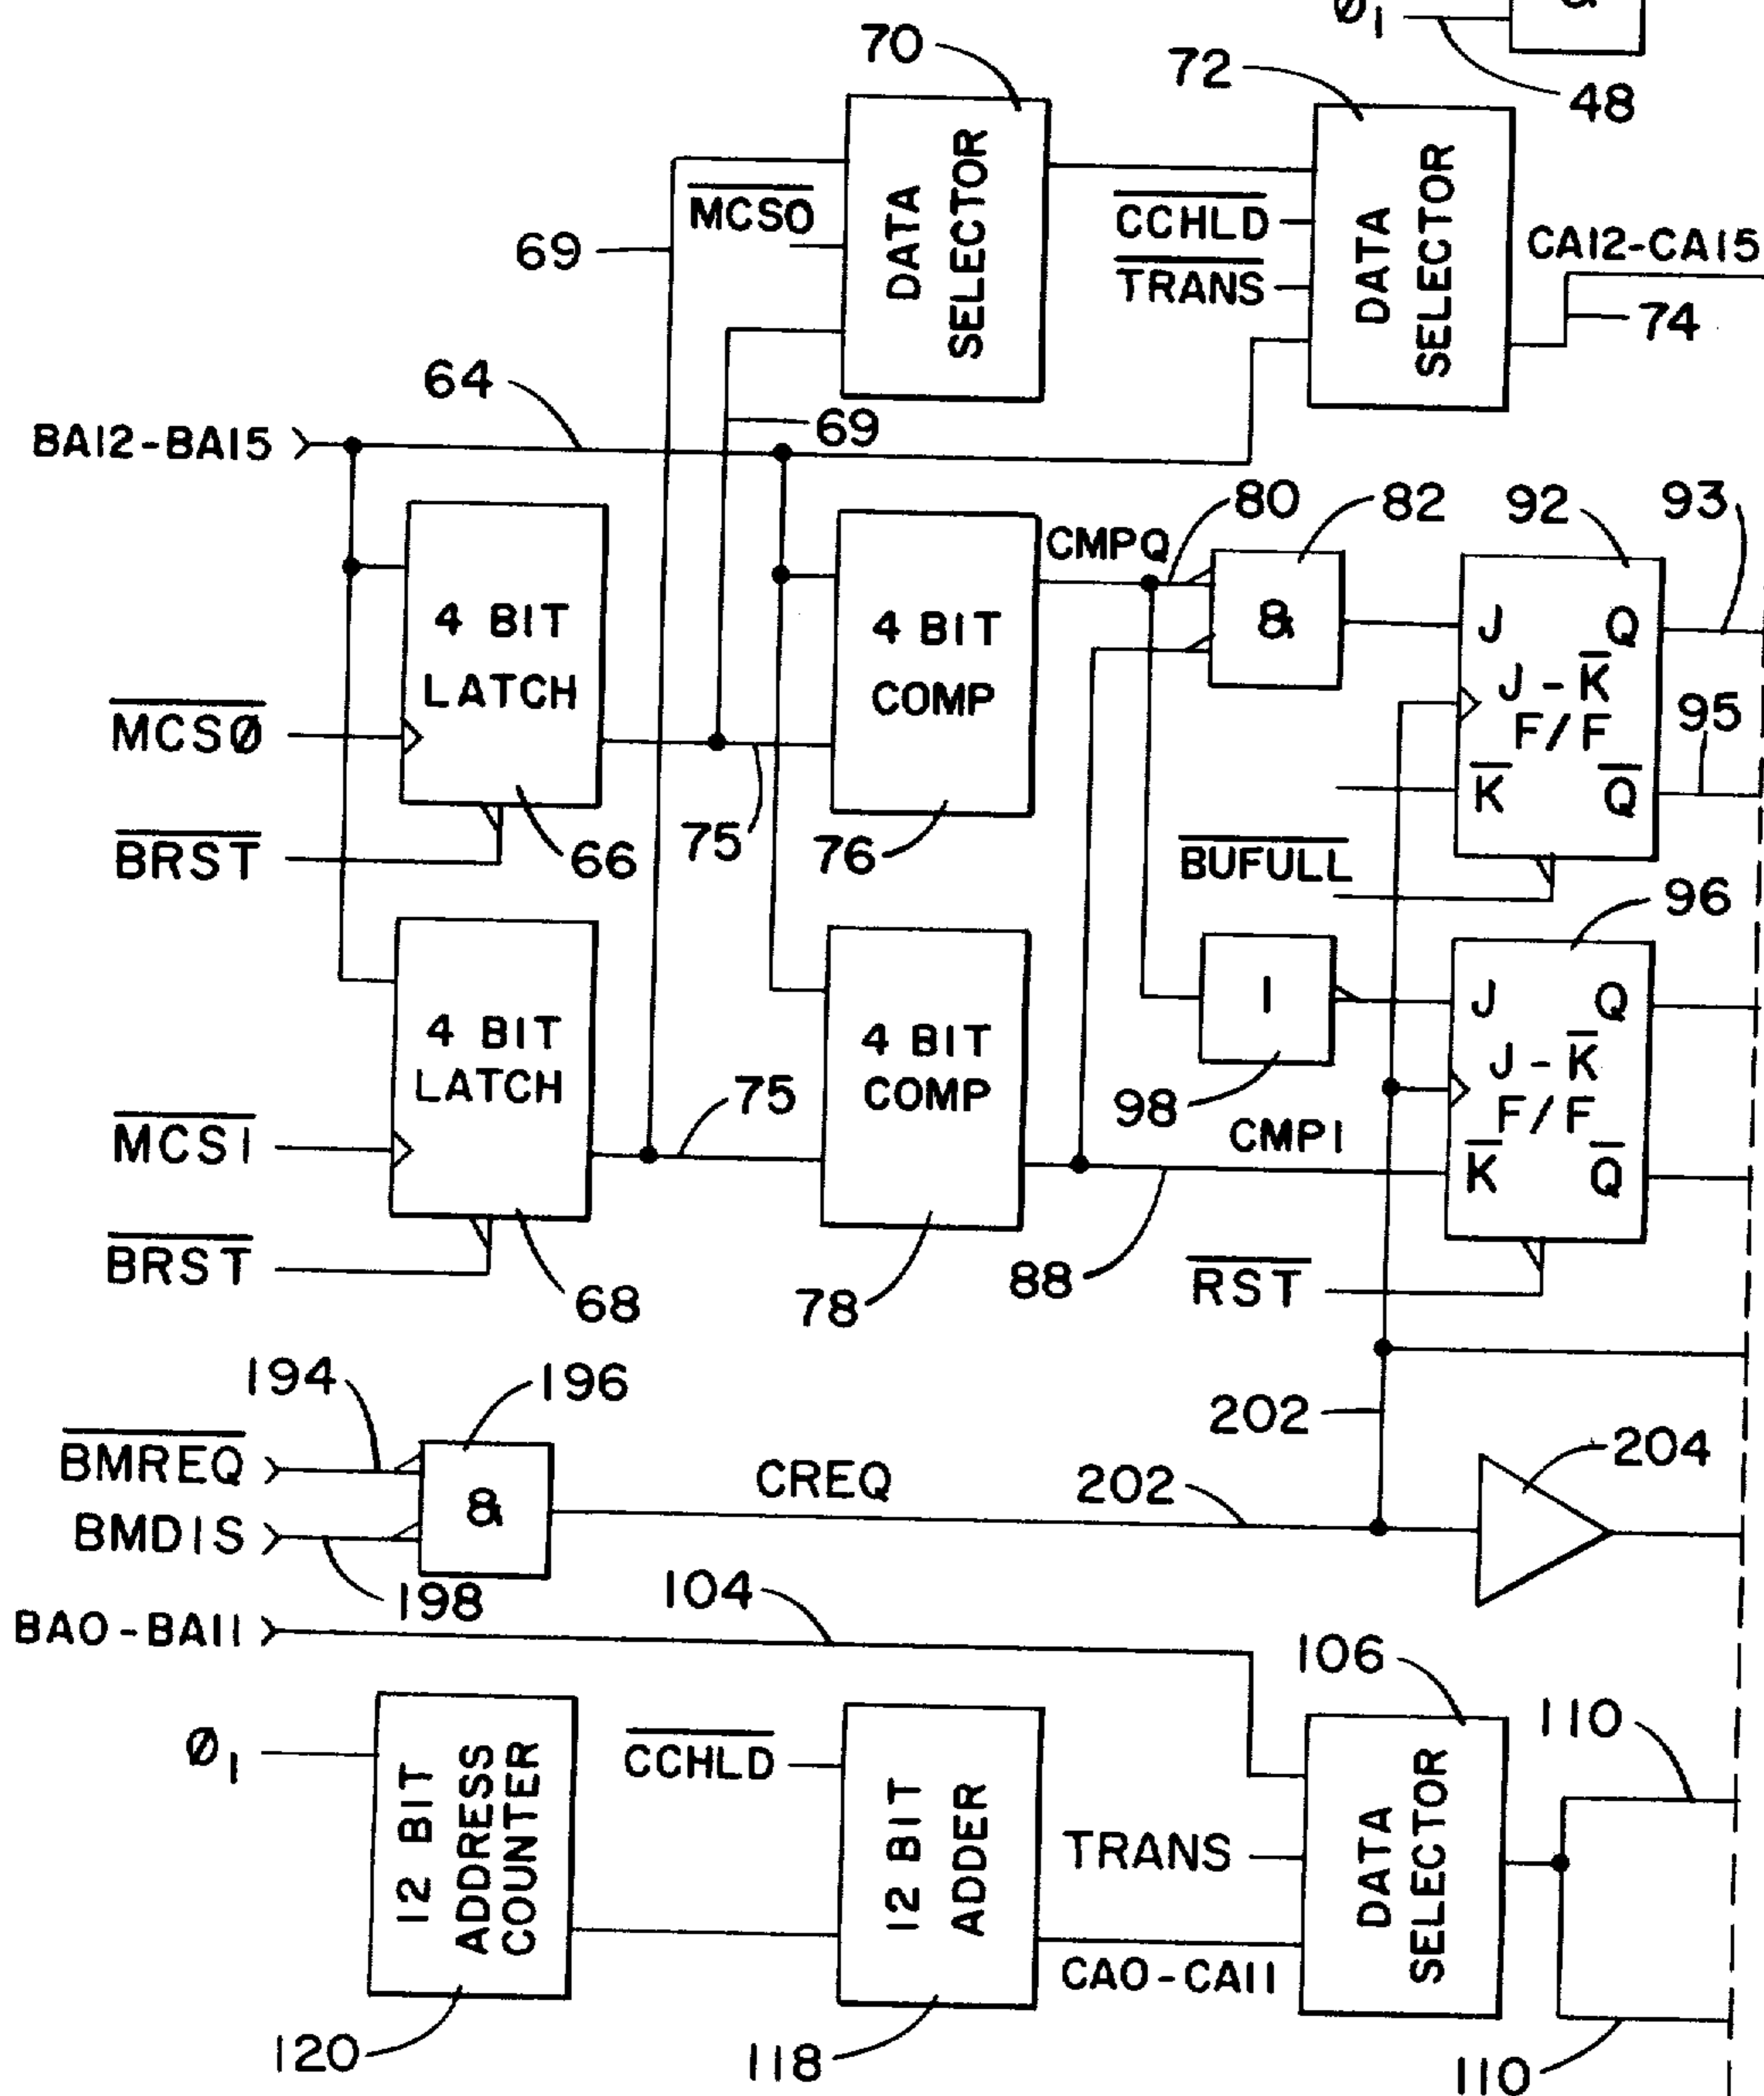 Ø1
&
48
70
72
DATA SELECTOR
DATA SELECTOR
69
MCS0
CCHLD
TRANS
CA12-CA15
74
64
69
BA12-BA15
80
82
92
93
CMPQ
4 BIT
LATCH
4 BIT
COMP
&
J Q
J-K
F/F
K Q
95
MCSØ
BRST
66
75
76
BUFULL
96
4 BIT
LATCH
4 BIT
COMP
1
J Q
J-K
F/F
K Q
75
98
CMP1
MCS1
BRST
68
78
88
RST
194
196
202
204
BMREQ
BMDIS
&
CREQ
202
198
104
BA0-BA11
106
110
Ø1
12 BIT
ADDRESS
COUNTER
CCHLD
12 BIT
ADDER
TRANS
DATA
SELECTOR
CA0-CA11
120
118
110